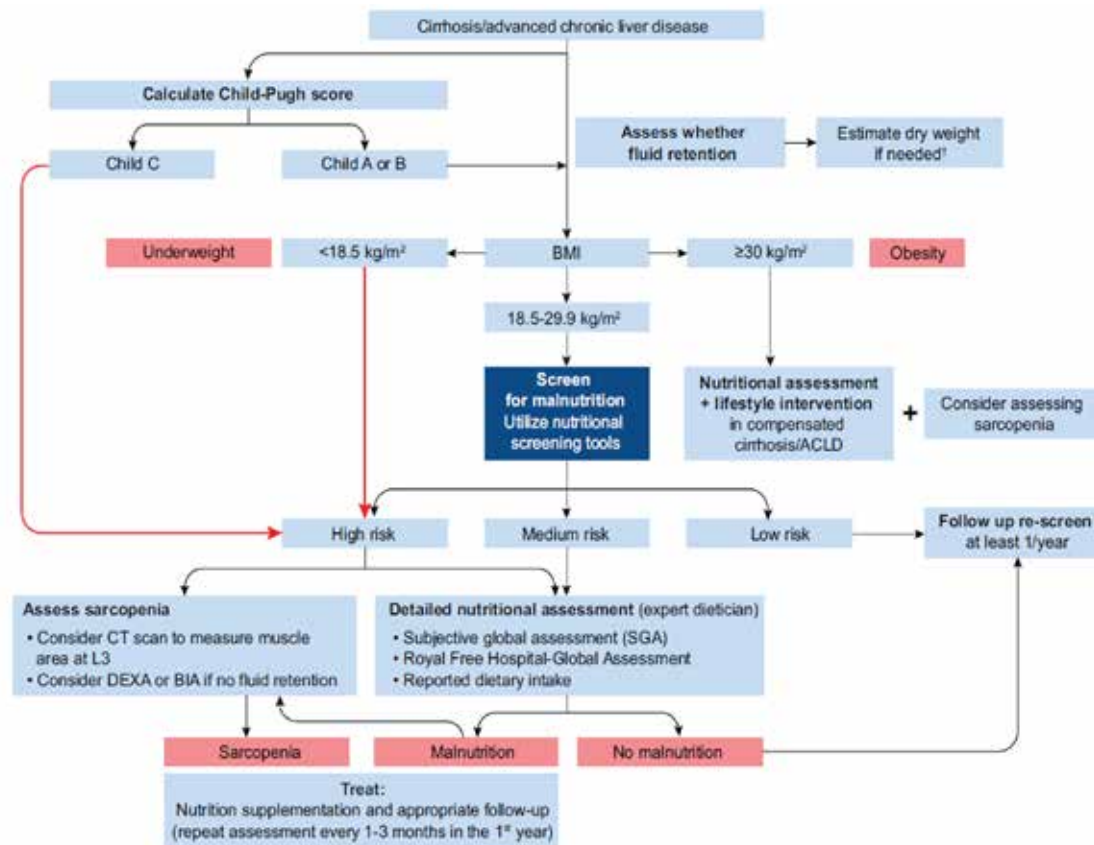 Cirrhosis/advanced chronic liver disease
Calculate Child-Pugh score
Child C
Child A or B
Assess whether
fluid retention
Estimate dry weight
if needed†
Underweight
<18.5 kg/m²
BMI
≥30 kg/m²
Obesity
18.5-29.9 kg/m²
Screen
for malnutrition
Utilize nutritional
screening tools
Nutritional assessment
+ lifestyle intervention
in compensated
cirrhosis/ACLD
+
Consider assessing
sarcopenia
High risk
Medium risk
Low risk
Follow up re-screen
at least 1/year
Assess sarcopenia
• Consider CT scan to measure muscle
area at L3
• Consider DEXA or BIA if no fluid retention
Detailed nutritional assessment (expert dietician)
• Subjective global assessment (SGA)
• Royal Free Hospital-Global Assessment
• Reported dietary intake
Sarcopenia
Malnutrition
No malnutrition
Treat:
Nutrition supplementation and appropriate follow-up
(repeat assessment every 1-3 months in the 1st year)